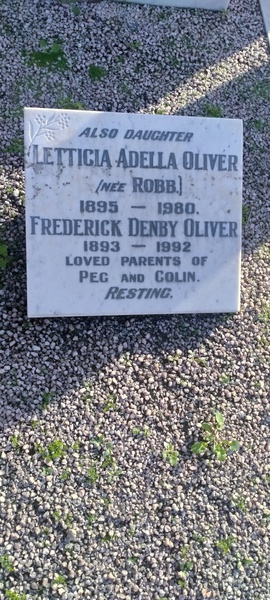 ALSO DAUGHTER
LETTICIA ADELLA OLIVER
(NÉE ROBB.)
1895 — 1980.
FREDERICK DENBY OLIVER
1893 — 1992
LOVED PARENTS OF
PEG AND COLIN.
RESTING.